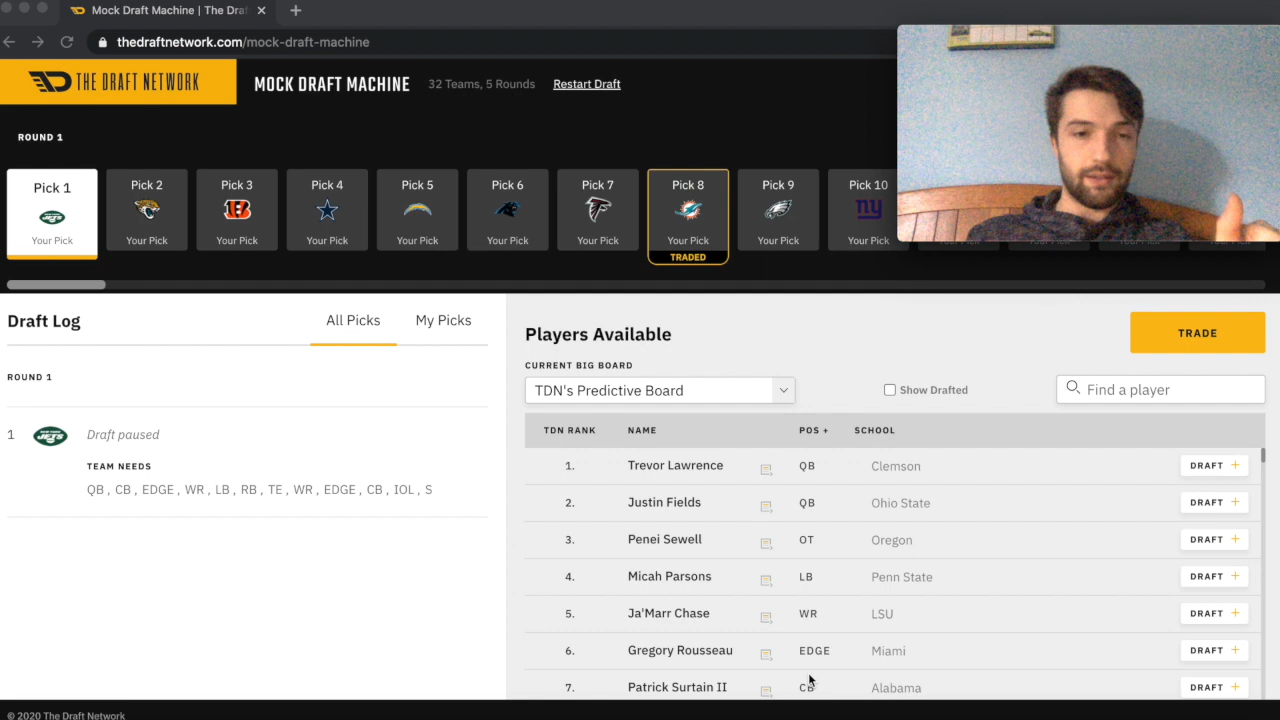 Mock Draft Machine | The Dra
thedraftnetwork.com/mock-draft-machine
THE DRAFT NETWORK
MOCK DRAFT MACHINE
32 Teams, 5 Rounds
Restart Draft
ROUND 1
Pick 1
Pick 2
Pick 3
Pick 4
Pick 5
Pick 6
Pick 7
Pick 8
Pick 9
Pick 10
JETS
ny
Your Pick
Your Pick
Your Pick
Your Pick
Your Pick
Your Pick
Your Pick
Your Pick
Your Pick
Your Pick
TRADED
Draft Log
All Picks
My Picks
ROUND 1
1
JETS
Draft paused
TEAM NEEDS
QB , CB , EDGE , WR , LB , RB , TE , WR , EDGE , CB , IOL , S
Players Available
TRADE
CURRENT BIG BOARD
TDN's Predictive Board
Show Drafted
Find a player
TDN RANK NAME POS + SCHOOL
1. Trevor Lawrence QB Clemson DRAFT +
2. Justin Fields QB Ohio State DRAFT +
3. Penei Sewell OT Oregon DRAFT +
4. Micah Parsons LB Penn State DRAFT +
5. Ja'Marr Chase WR LSU DRAFT +
6. Gregory Rousseau EDGE Miami DRAFT +
7. Patrick Surtain II CB Alabama DRAFT +
© 2020 The Draft Network